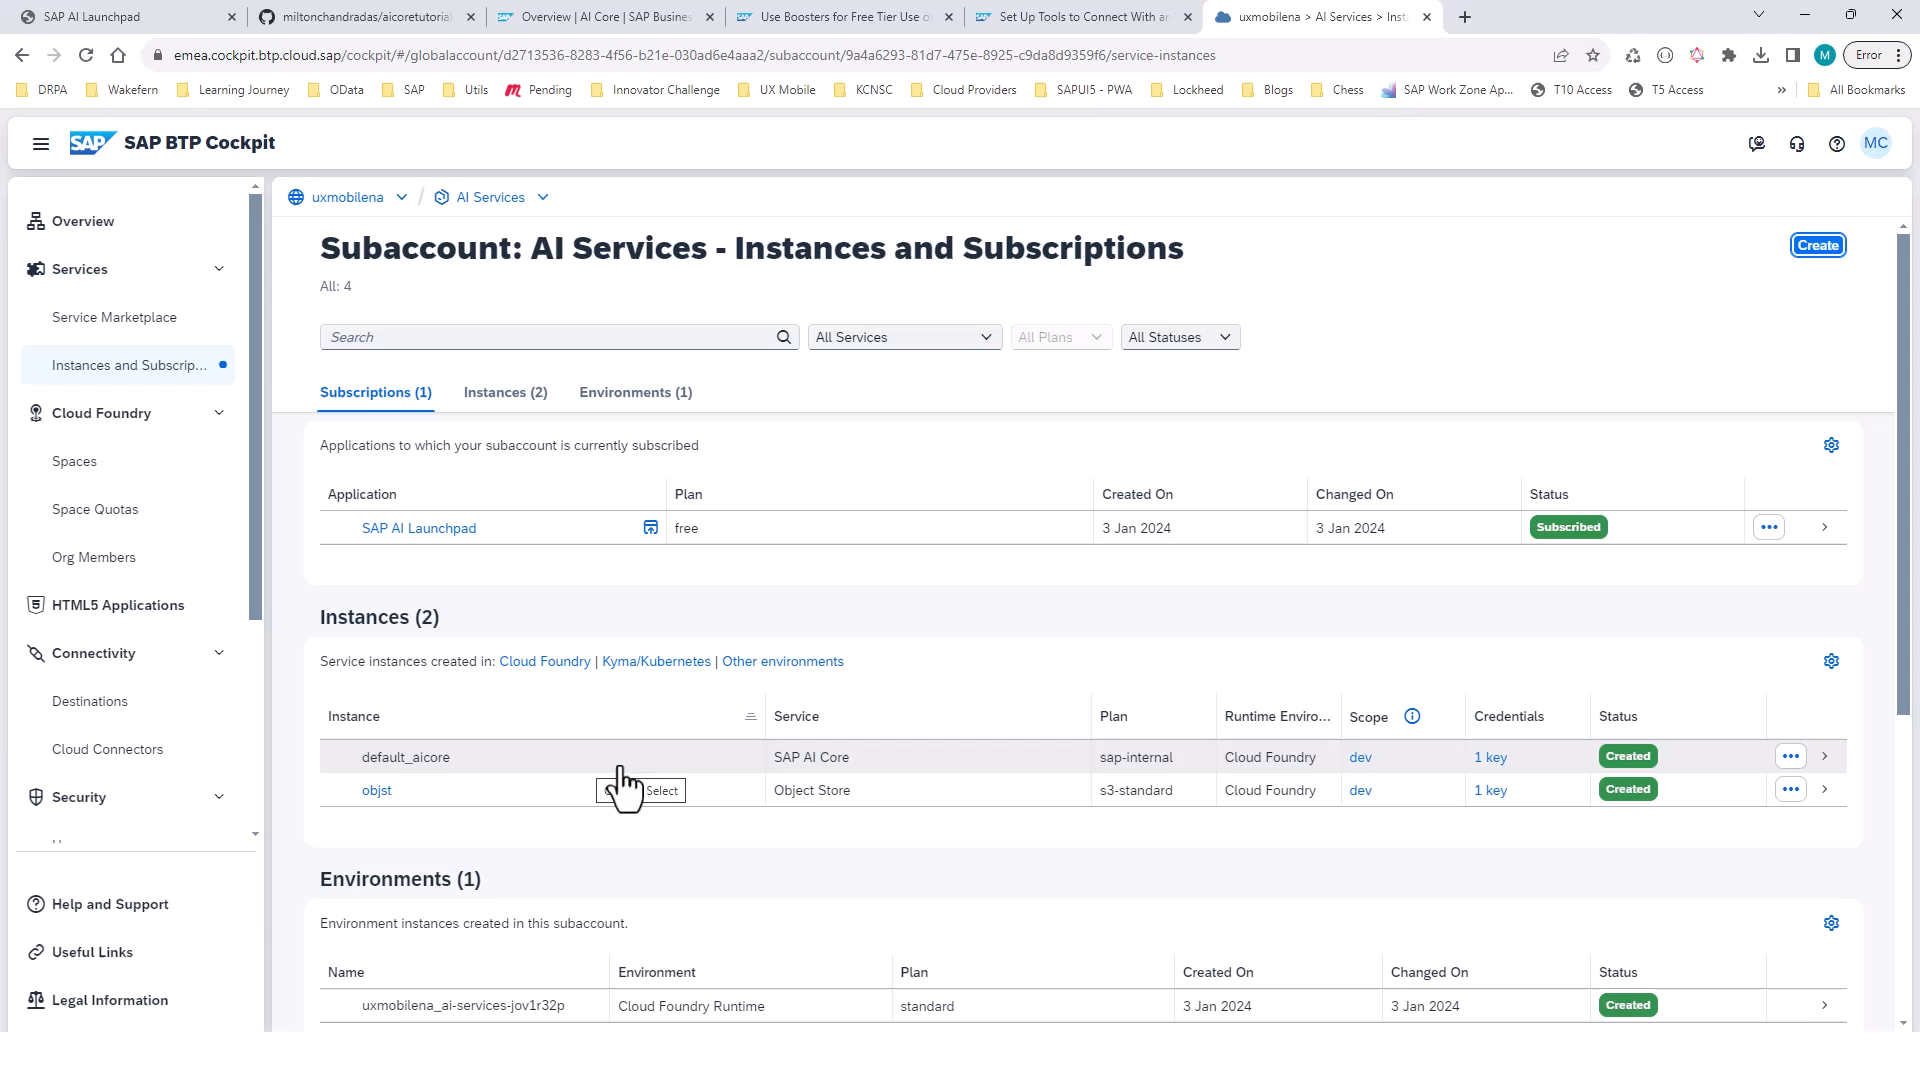 SAP AI Launchpad
miltonchandradas/aicoretutorial
Overview | AI Core | SAP Busines
Use Boosters for Free Tier Use of
Set Up Tools to Connect With an
uxmobilena > AI Services > Inst
emea.cockpit.btp.cloud.sap/cockpit/#/globalaccount/d2713536-8283-4f56-b21e-030ad6e4aaa2/subaccount/9a4a6293-81d7-475e-8925-c9da8d9359f6/service-instances
M
Error
DRPA
Wakefern
Learning Journey
OData
SAP
Utils
Pending
Innovator Challenge
UX Mobile
KCNSC
Cloud Providers
SAPUI5 - PWA
Lockheed
Blogs
Chess
SAP Work Zone Ap...
T10 Access
T5 Access
»
All Bookmarks
SAP
SAP BTP Cockpit
MC
Overview
Services
Service Marketplace
Instances and Subscrip...
Cloud Foundry
Spaces
Space Quotas
Org Members
HTML5 Applications
Connectivity
Destinations
Cloud Connectors
Security
Help and Support
Useful Links
Legal Information
uxmobilena / AI Services
Subaccount: AI Services - Instances and Subscriptions
Create
All: 4
Search
All Services
All Plans
All Statuses
Subscriptions (1)
Instances (2)
Environments (1)
Applications to which your subaccount is currently subscribed
Application Plan Created On Changed On Status
SAP AI Launchpad free 3 Jan 2024 3 Jan 2024 Subscribed
Instances (2)
Service instances created in: Cloud Foundry | Kyma/Kubernetes | Other environments
Instance Service Plan Runtime Enviro... Scope Credentials Status
default_aicore SAP AI Core sap-internal Cloud Foundry dev 1 key Created
objst Object Store s3-standard Cloud Foundry dev 1 key Created
Select
Environments (1)
Environment instances created in this subaccount.
Name Environment Plan Created On Changed On Status
uxmobilena_ai-services-jov1r32p Cloud Foundry Runtime standard 3 Jan 2024 3 Jan 2024 Created